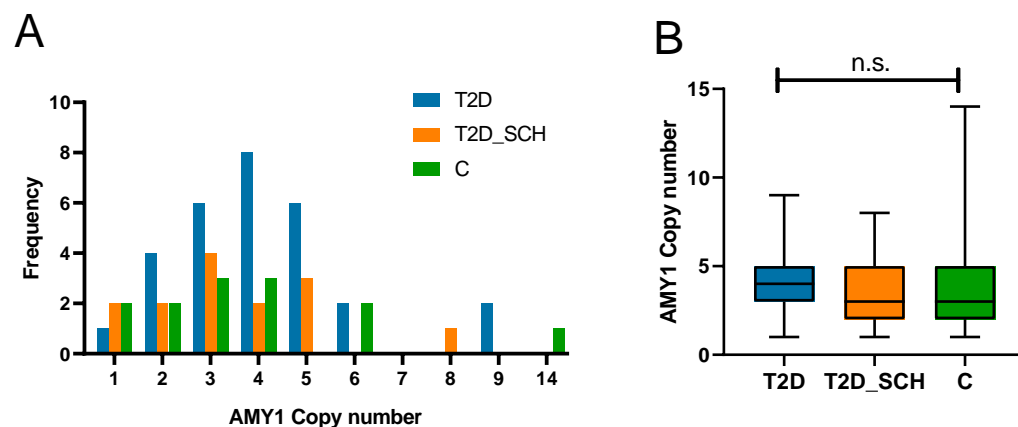 A
10
8
6
4
2
0
Frequency
T2D
T2D_SCH
C
1 2 3 4 5 6 7 8 9 14
AMY1 Copy number
B
n.s.
15
10
5
0
AMY1 Copy number
T2D T2D_SCH C